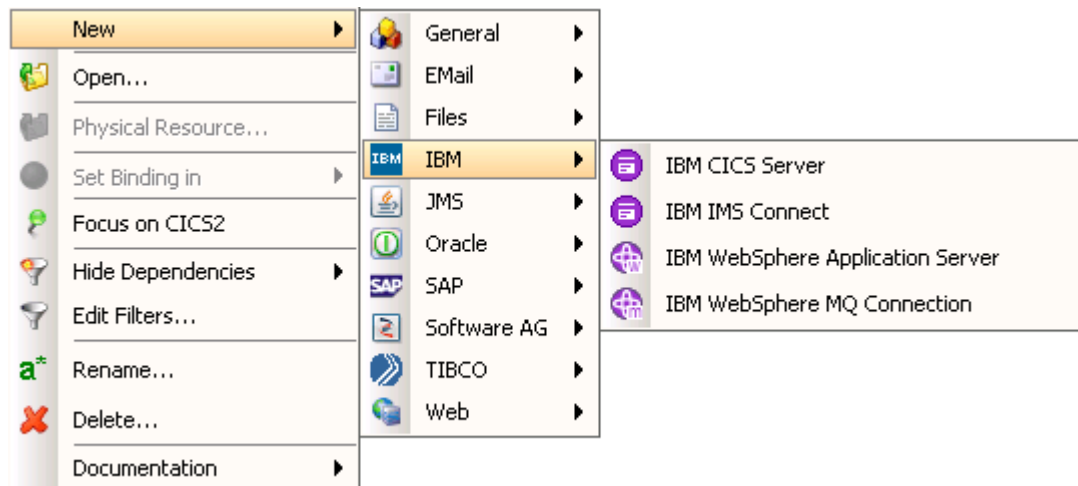 New
Open...
Physical Resource...
Set Binding in
Focus on CICS2
Hide Dependencies
Edit Filters...
a* Rename...
Delete...
Documentation
General
EMail
Files
IBM IBM
JMS
Oracle
SAP SAP
Software AG
TIBCO
Web
IBM CICS Server
IBM IMS Connect
W IBM WebSphere Application Server
m IBM WebSphere MQ Connection